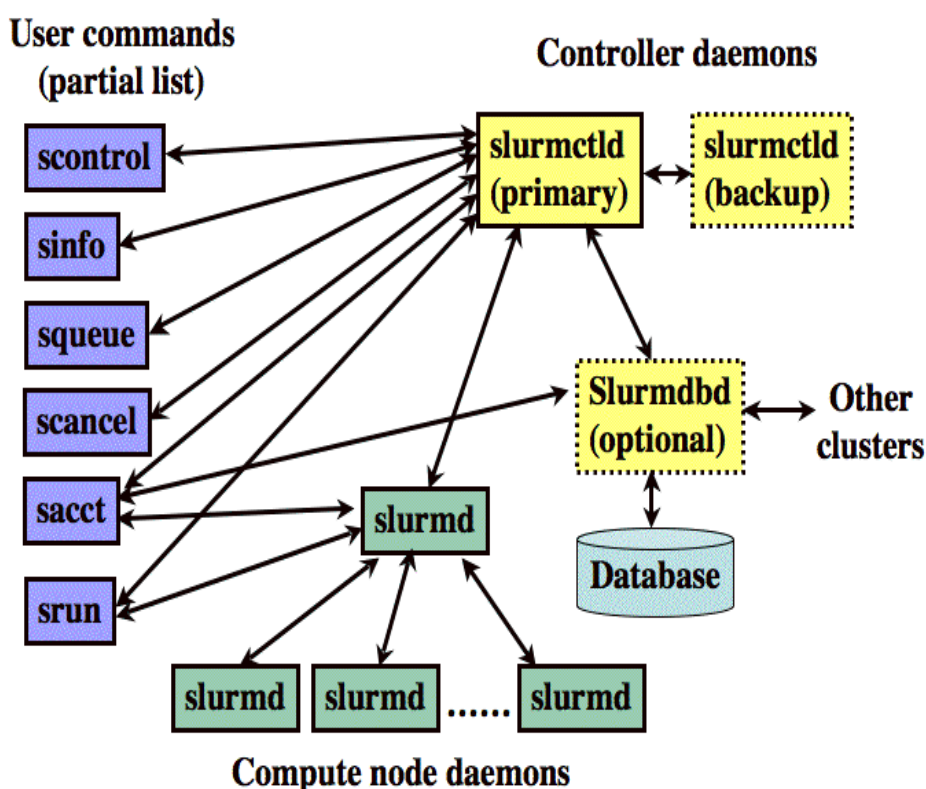 User commands
(partial list)
Controller daemons
scontrol
slurmctld
(primary)
slurmctld
(backup)
sinfo
squeue
scancel
Slurmdbd
(optional)
Other
clusters
sacct
slurmd
srun
Database
slurmd
slurmd
......
slurmd
Compute node daemons